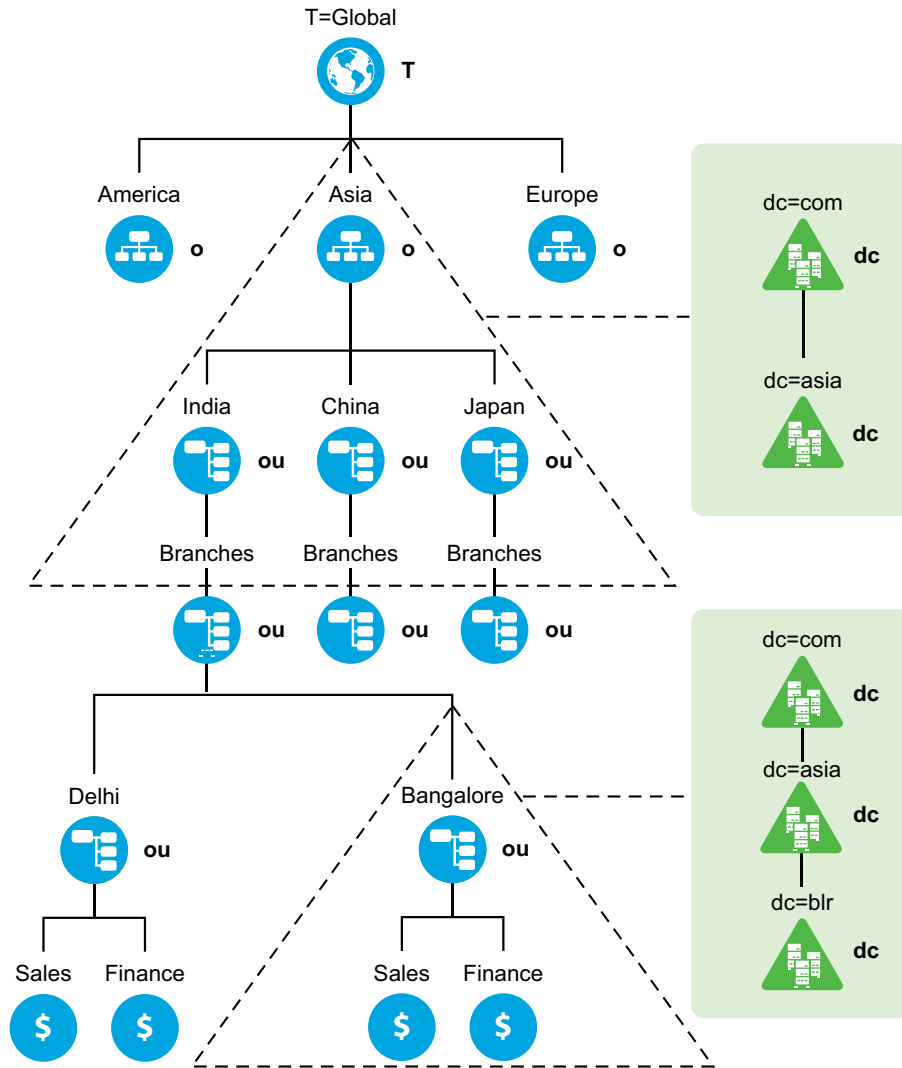 T=Global
T
America
Asia
Europe
o
o
o
dc=com
dc
dc=asia
dc
India
China
Japan
ou
ou
ou
Branches
Branches
Branches
ou
ou
ou
dc=com
dc
dc=asia
dc
dc=blr
dc
Delhi
Bangalore
ou
ou
Sales
Finance
Sales
Finance
$
$
$
$